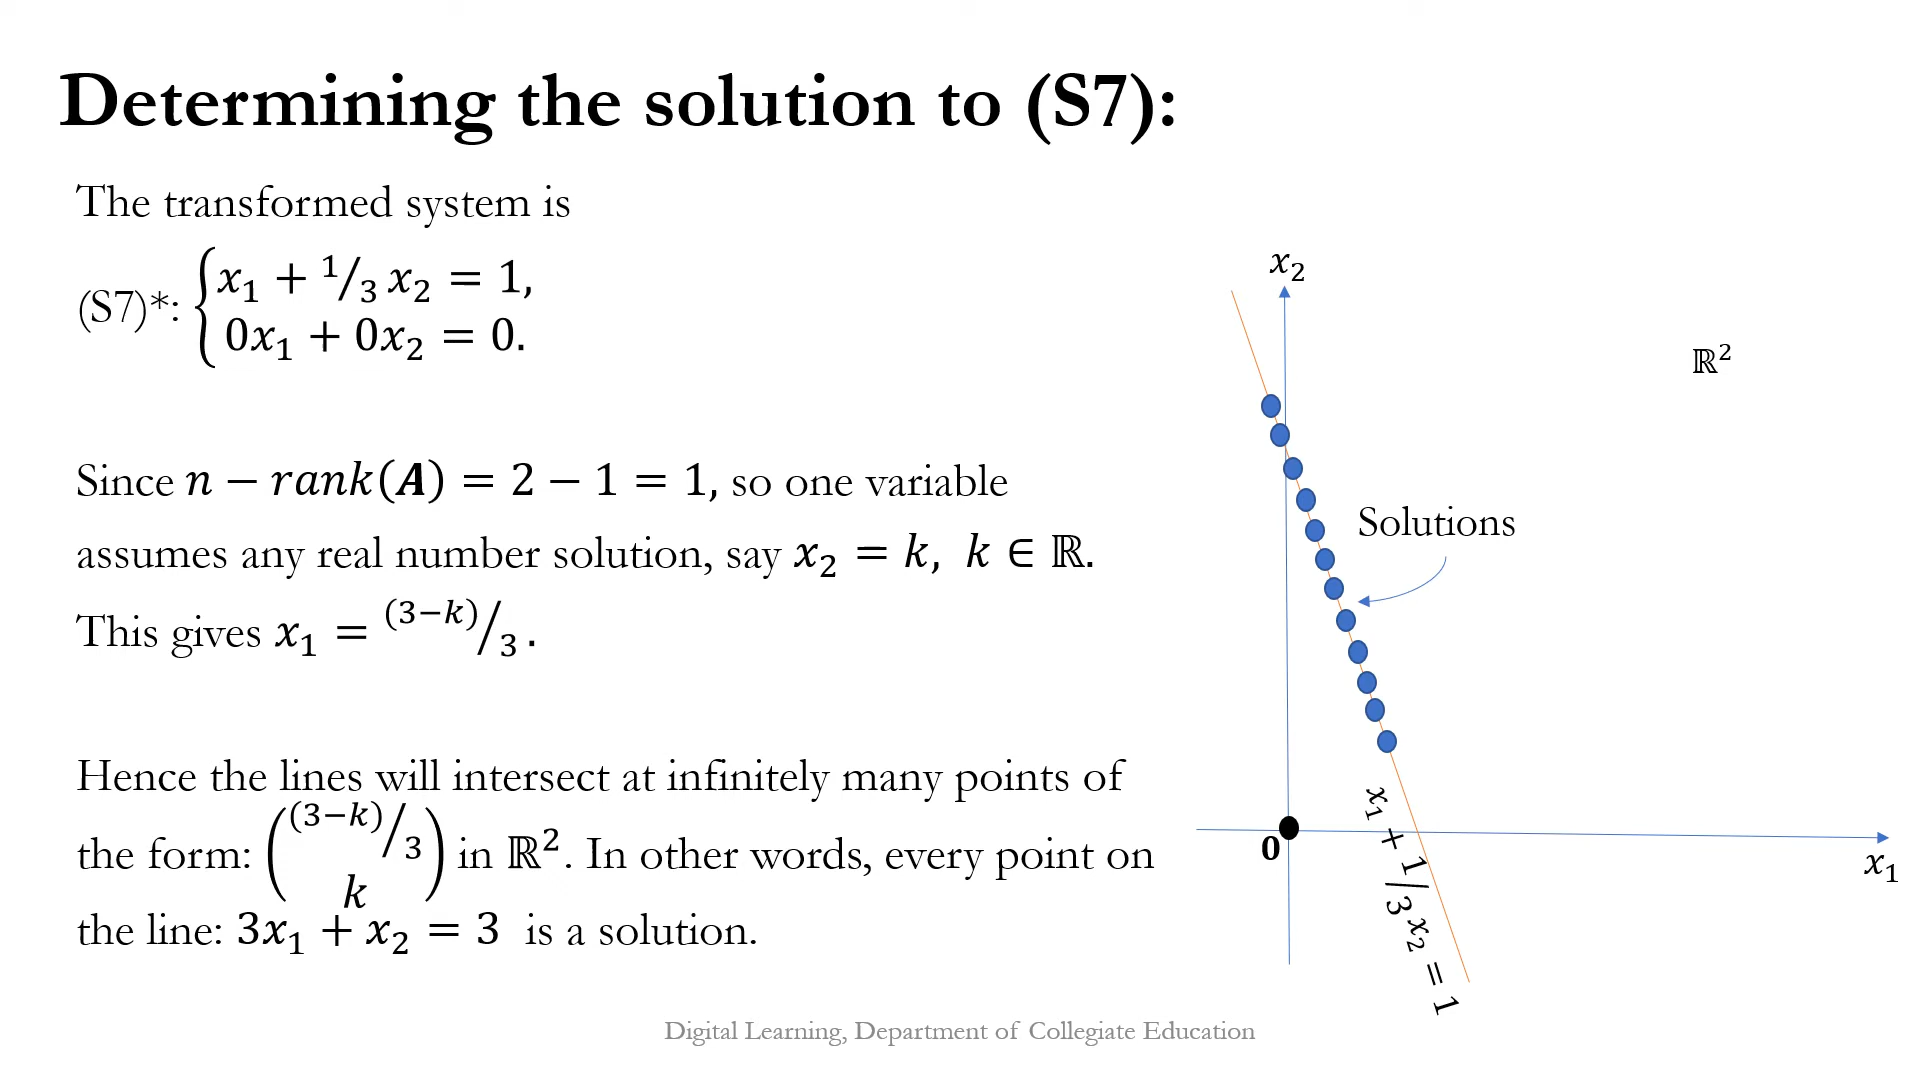 Determining the solution to (S7):
The transformed system is
(S7)*: { x₁ + 1/3 x₂ = 1,
0x₁ + 0x₂ = 0.
Since n − rank(A) = 2 − 1 = 1, so one variable
assumes any real number solution, say x₂ = k, k ∈ ℝ.
This gives x₁ = (3−k)/3 .
Hence the lines will intersect at infinitely many points of
the form: ((3−k)/3
k) in ℝ². In other words, every point on
the line: 3x₁ + x₂ = 3 is a solution.
x₂
ℝ²
Solutions
0
x₁
x₁ + 1/3 x₂ = 1
Digital Learning, Department of Collegiate Education